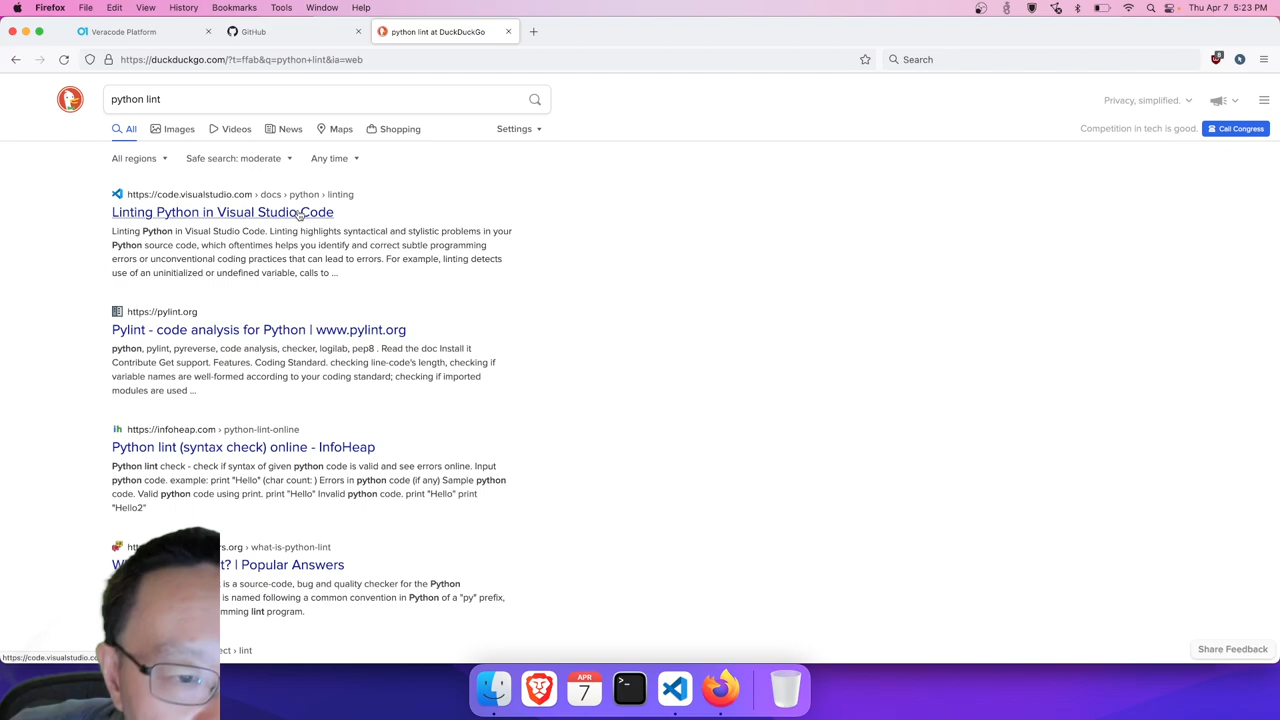 Firefox File Edit View History Bookmarks Tools Window Help Thu Apr 7 5:23 PM
Veracode Platform × GitHub × python lint at DuckDuckGo × +
https://duckduckgo.com/?t=ffab&q=python+lint&ia=web Search 8
python lint Privacy, simplified.
All Images Videos News Maps Shopping Settings Competition in tech is good. Call Congress
All regions Safe search: moderate Any time
https://code.visualstudio.com › docs › python › linting
Linting Python in Visual Studio Code
Linting Python in Visual Studio Code. Linting highlights syntactical and stylistic problems in your
Python source code, which oftentimes helps you identify and correct subtle programming
errors or unconventional coding practices that can lead to errors. For example, linting detects
use of an uninitialized or undefined variable, calls to ...
https://pylint.org
Pylint - code analysis for Python | www.pylint.org
python, pylint, pyreverse, code analysis, checker, logilab, pep8 . Read the doc Install it
Contribute Get support. Features. Coding Standard. checking line-code's length, checking if
variable names are well-formed according to your coding standard; checking if imported
modules are used ...
ih https://infoheap.com › python-lint-online
Python lint (syntax check) online - InfoHeap
Python lint check - check if syntax of given python code is valid and see errors online. Input
python code. example: print "Hello" (char count: ) Errors in python code (if any) Sample python
code. Valid python code using print. print "Hello" Invalid python code. print "Hello" print
"Hello2"
rs.org › what-is-python-lint
t? | Popular Answers
is a source-code, bug and quality checker for the Python
is named following a common convention in Python of a "py" prefix,
mming lint program.
ect › lint
https://code.visualstudio.co
Share Feedback
APR
7